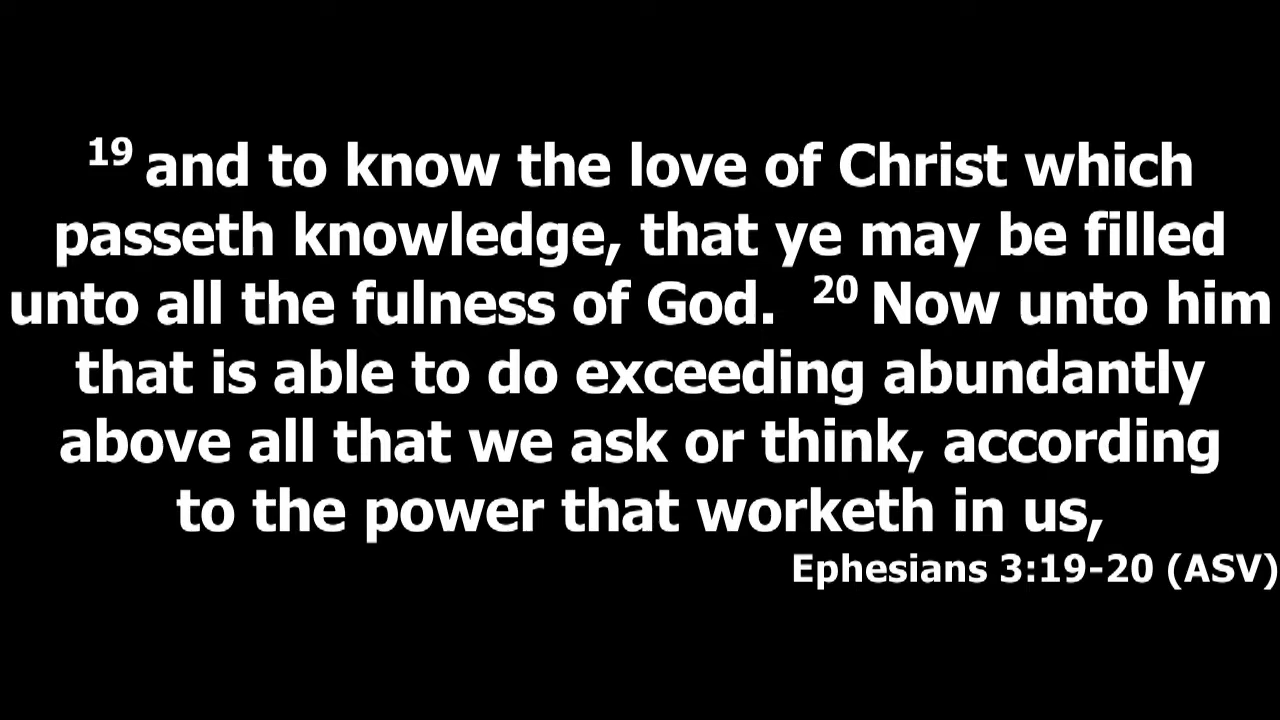 19 and to know the love of Christ which
passeth knowledge, that ye may be filled
unto all the fulness of God. 20 Now unto him
that is able to do exceeding abundantly
above all that we ask or think, according
to the power that worketh in us,
Ephesians 3:19-20 (ASV)